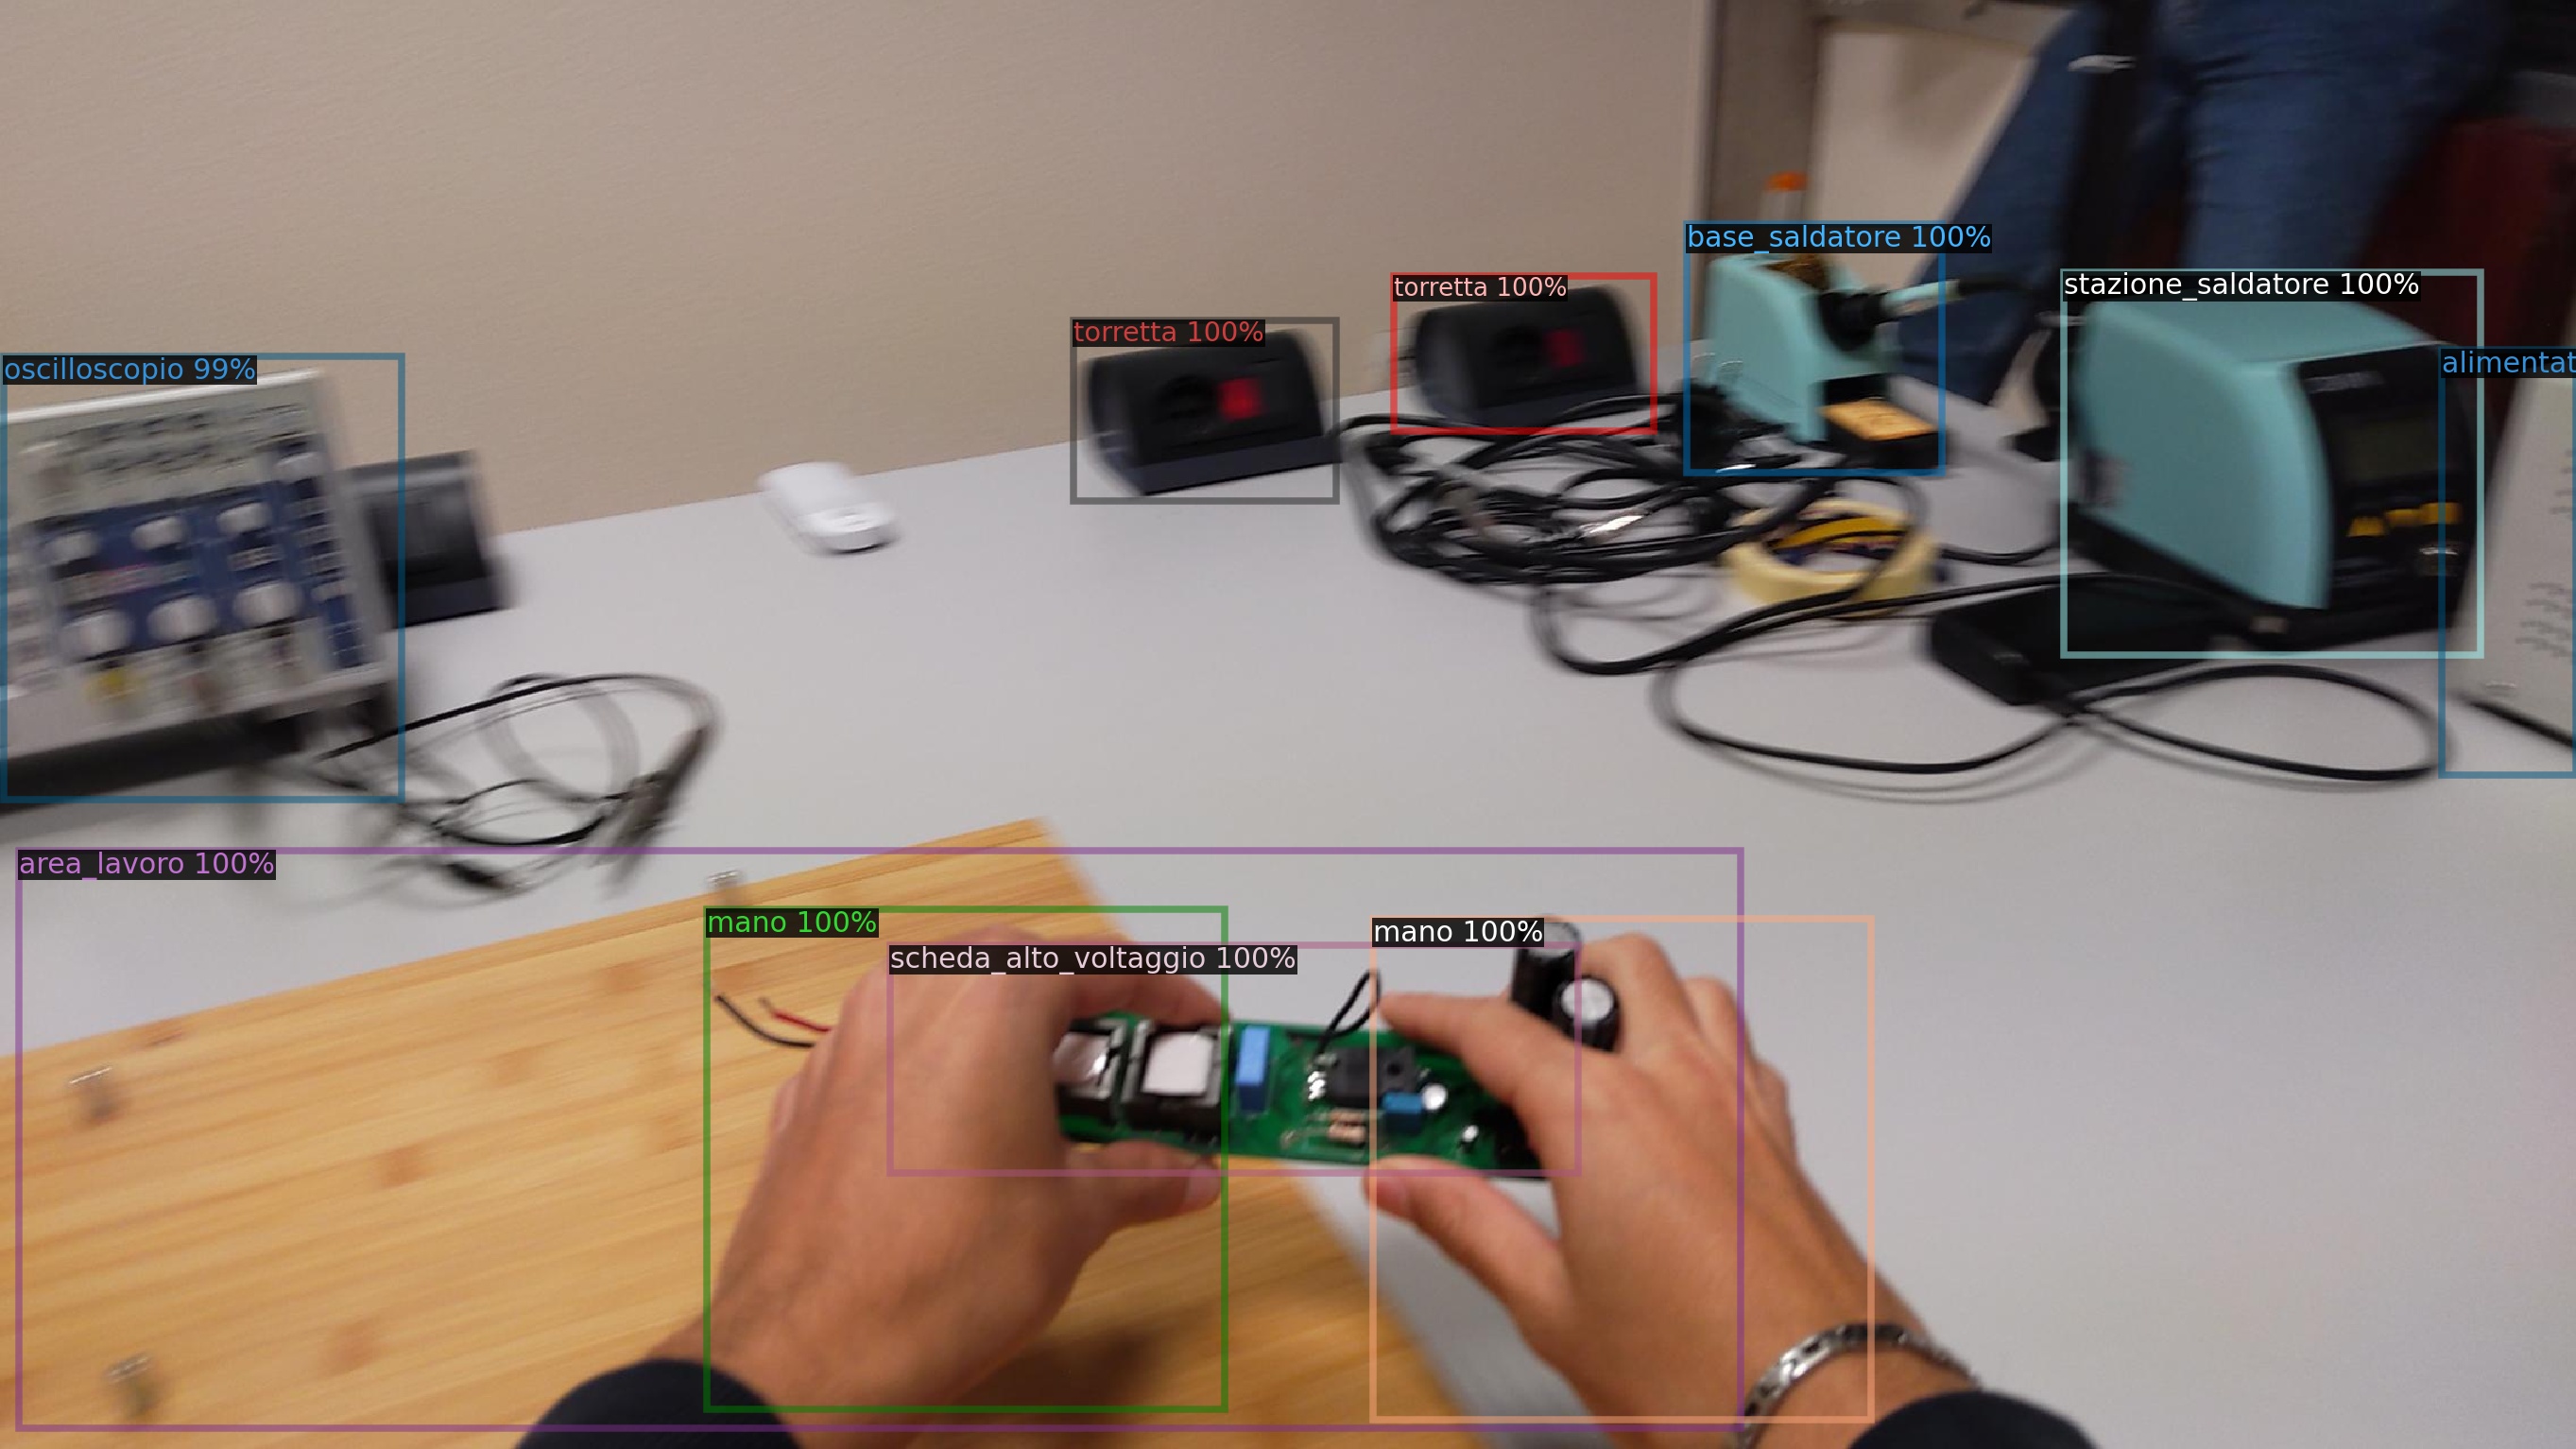 base_saldatore 100%
torretta 100%
stazione_saldatore 100%
torretta 100%
oscilloscopio 99%
alimentat
area_lavoro 100%
mano 100%
mano 100%
scheda_alto_voltaggio 100%